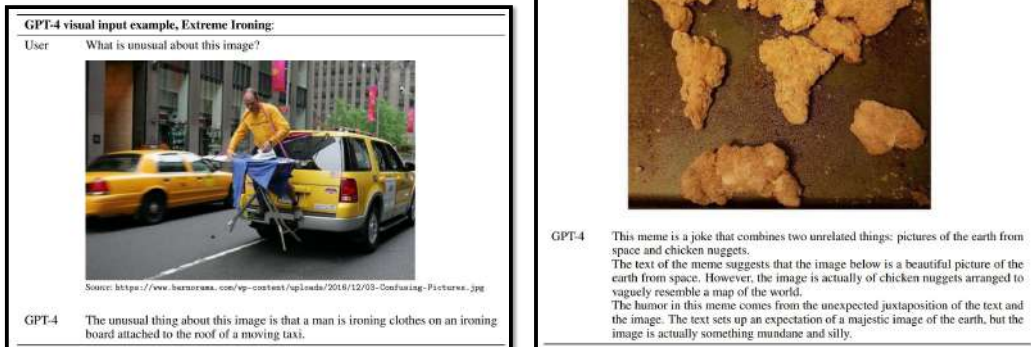 GPT-4 visual input example, Extreme Ironing:
User What is unusual about this image?
Source: https://www.barnorama.com/wp-content/uploads/2016/12/03-Confusing-Pictures.jpg
GPT-4 The unusual thing about this image is that a man is ironing clothes on an ironing
board attached to the roof of a moving taxi.
GPT-4 This meme is a joke that combines two unrelated things: pictures of the earth from
space and chicken nuggets.
The text of the meme suggests that the image below is a beautiful picture of the
earth from space. However, the image is actually of chicken nuggets arranged to
vaguely resemble a map of the world.
The humor in this meme comes from the unexpected juxtaposition of the text and
the image. The text sets up an expectation of a majestic image of the earth, but the
image is actually something mundane and silly.